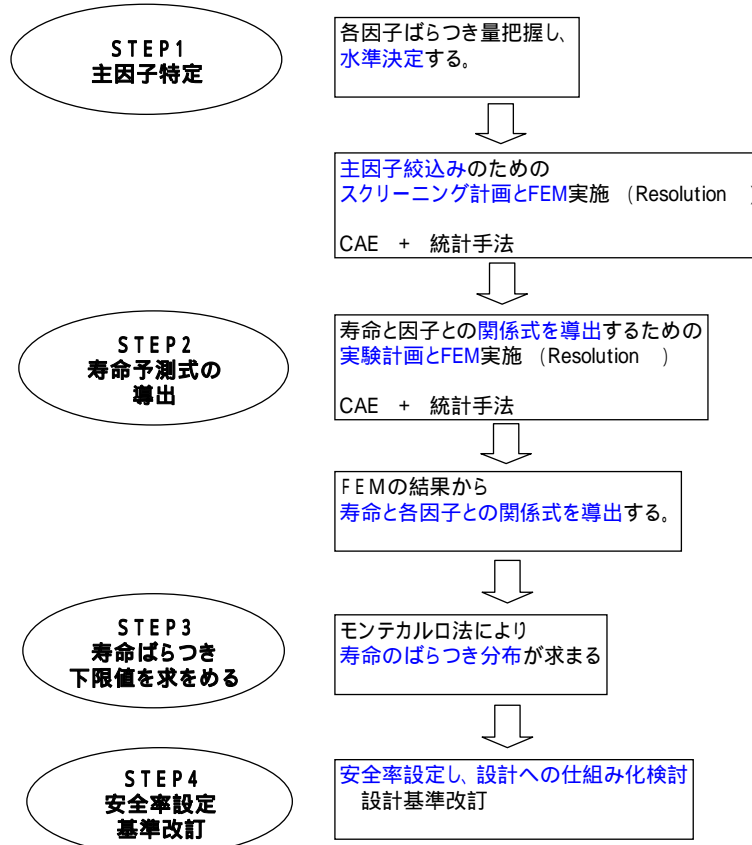 STEP1
主因子特定
各因子ばらつき量把握し、
水準決定する。
主因子絞込みのための
スクリーニング計画とFEM実施 （Resolution ）
CAE + 統計手法
STEP2
寿命予測式の
導出
寿命と因子との関係式を導出するための
実験計画とFEM実施 （Resolution ）
CAE + 統計手法
FEMの結果から
寿命と各因子との関係式を導出する。
STEP3
寿命ばらつき
下限値を求をめる
モンテカルロ法により
寿命のばらつき分布が求まる
STEP4
安全率設定
基準改訂
安全率設定し、設計への仕組み化検討
設計基準改訂